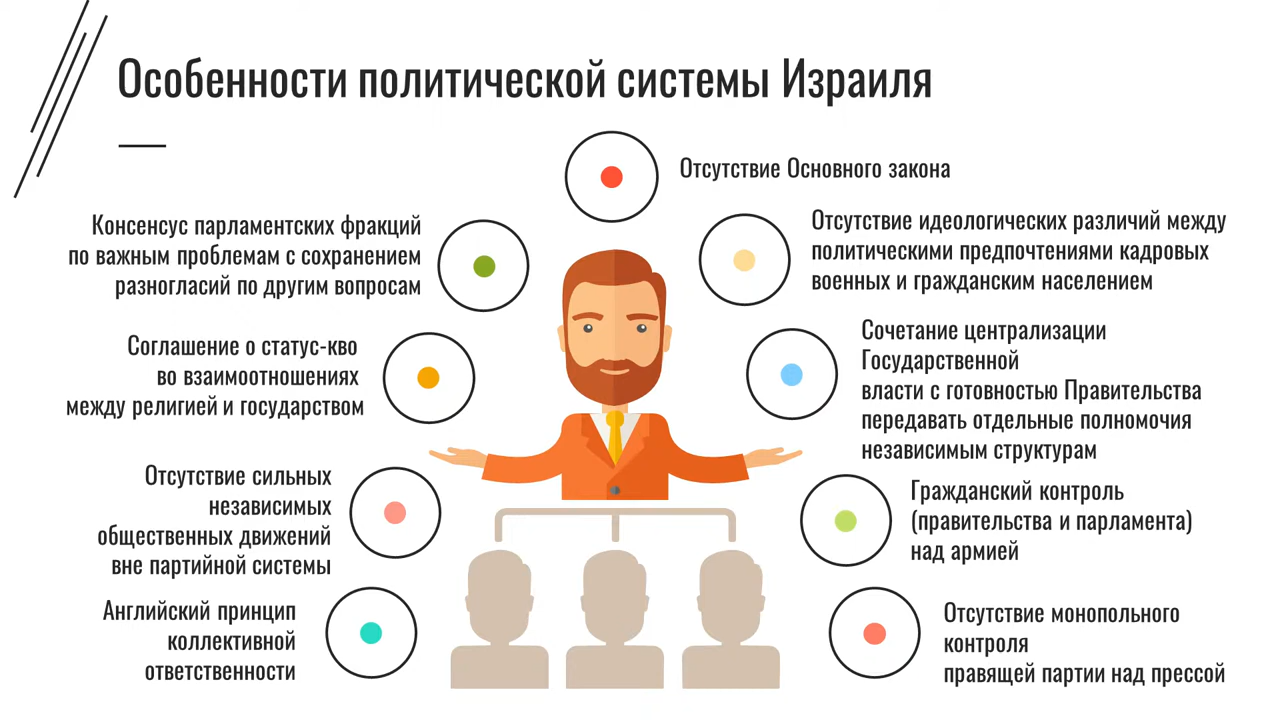 Особенности политической системы Израиля
Отсутствие Основного закона
Консенсус парламентских фракций
по важным проблемам с сохранением
разногласий по другим вопросам
Отсутствие идеологических различий между
политическими предпочтениями кадровых
военных и гражданским населением
Соглашение о статус-кво
во взаимоотношениях
между религией и государством
Сочетание централизации
Государственной
власти с готовностью Правительства
передавать отдельные полномочия
независимым структурам
Отсутствие сильных
независимых
общественных движений
вне партийной системы
Гражданский контроль
(правительства и парламента)
над армией
Английский принцип
коллективной
ответственности
Отсутствие монопольного
контроля
правящей партии над прессой